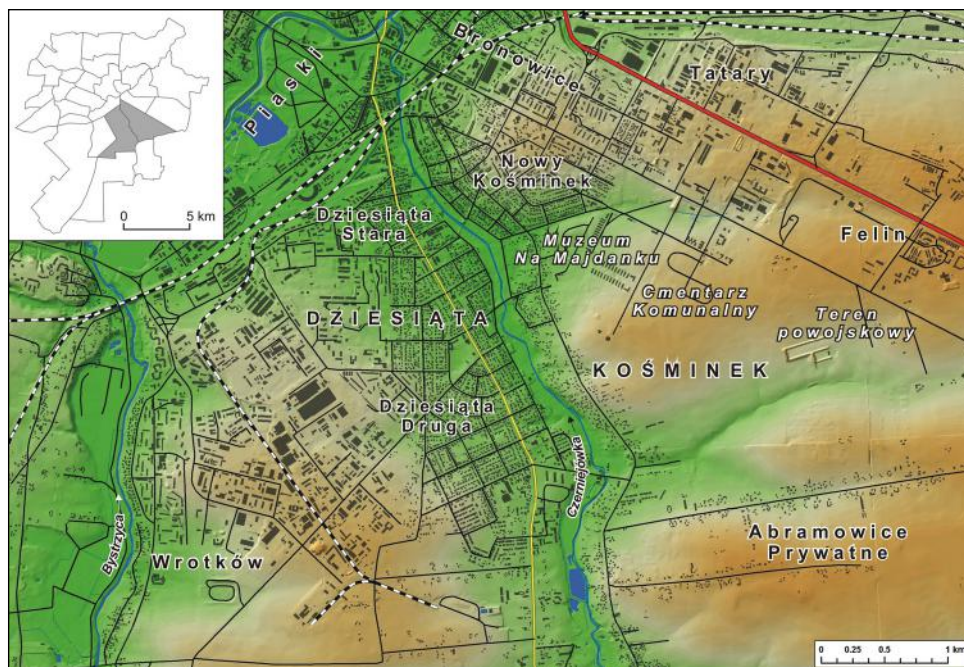 0 5 km
Piaski
Bronowice
Tatary
Nowy
Kośminek
Dziesiąta
Stara
Muzeum
Na Majdanku
Felin
Cmentarz
Komunalny
Teren
powojskowy
DZIESIĄTA
KOŚMINEK
Dziesiąta
Druga
Czerniejówka
Bystrzyca
Wrotków
Abramowice
Prywatne
0 0.25 0.5 1 km